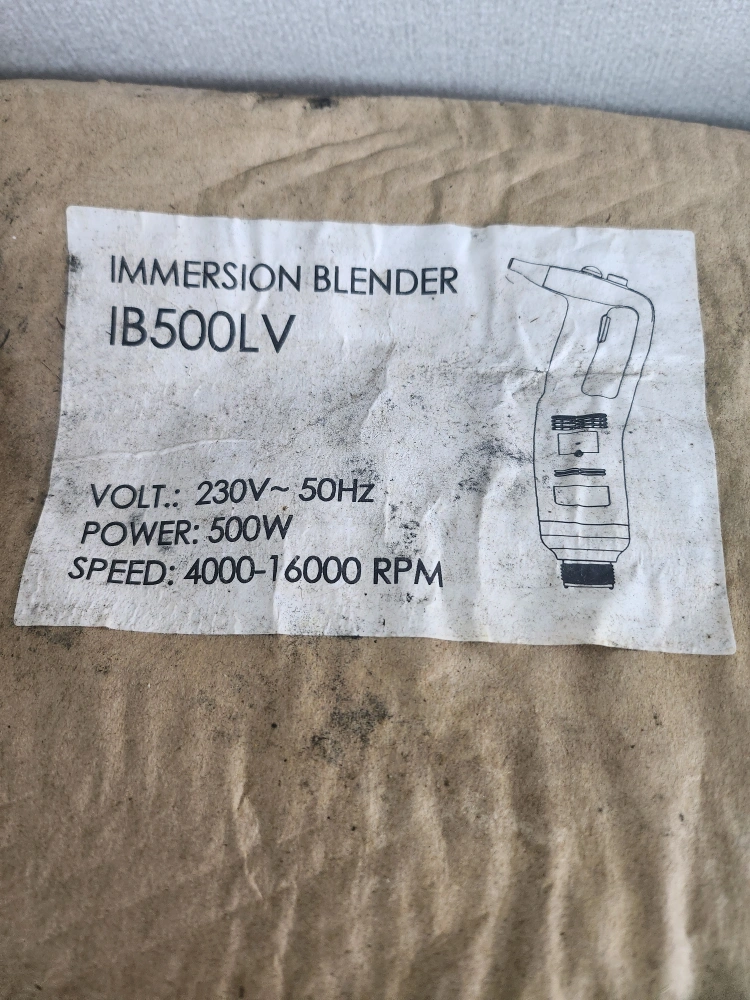 IMMERSION BLENDER
IB500LV
VOLT.: 230V~ 50Hz
POWER: 500W
SPEED: 4000-16000 RPM